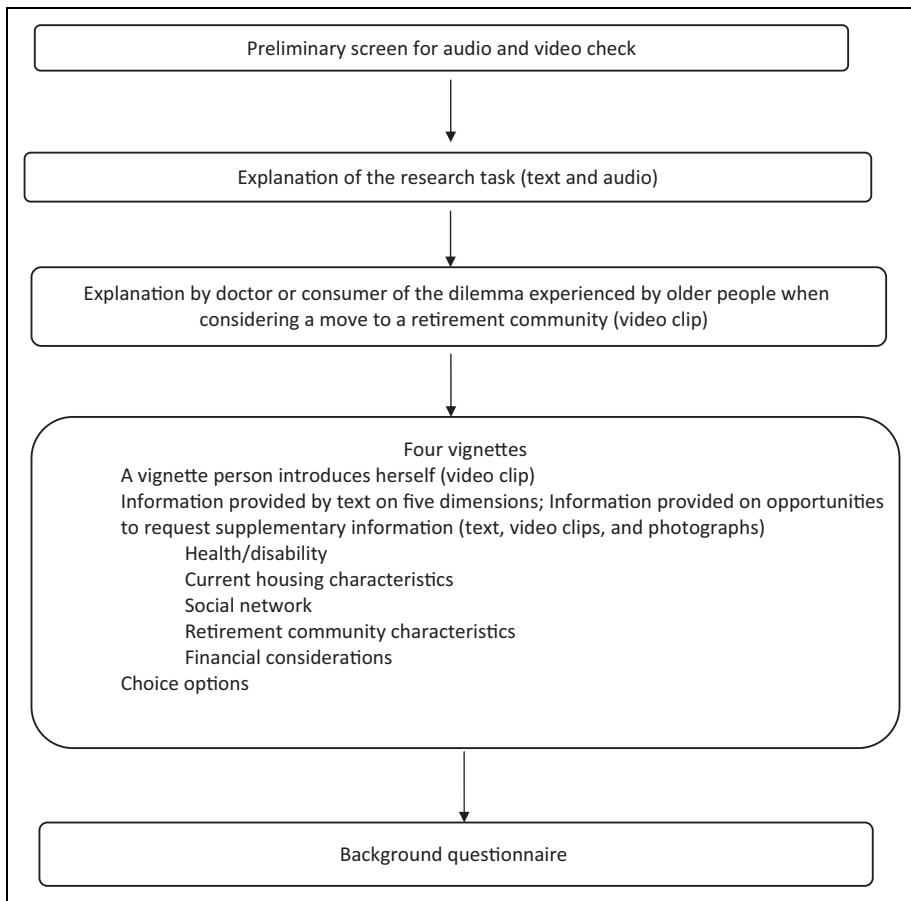 Preliminary screen for audio and video check
Explanation of the research task (text and audio)
Explanation by doctor or consumer of the dilemma experienced by older people when
considering a move to a retirement community (video clip)
Four vignettes
A vignette person introduces herself (video clip)
Information provided by text on five dimensions; Information provided on opportunities
to request supplementary information (text, video clips, and photographs)
Health/disability
Current housing characteristics
Social network
Retirement community characteristics
Financial considerations
Choice options
Background questionnaire